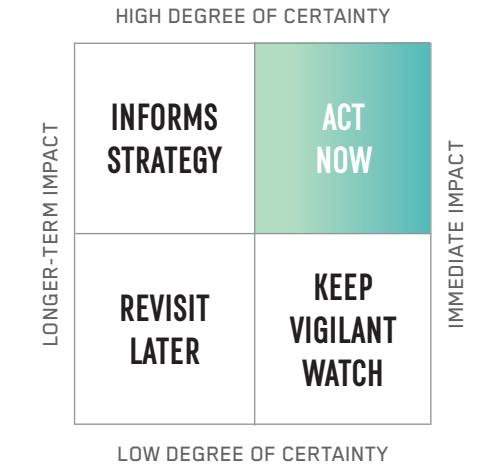 HIGH DEGREE OF CERTAINTY
LONGER-TERM IMPACT
INFORMS
STRATEGY
ACT
NOW
IMMEDIATE IMPACT
REVISIT
LATER
KEEP
VIGILANT
WATCH
LOW DEGREE OF CERTAINTY